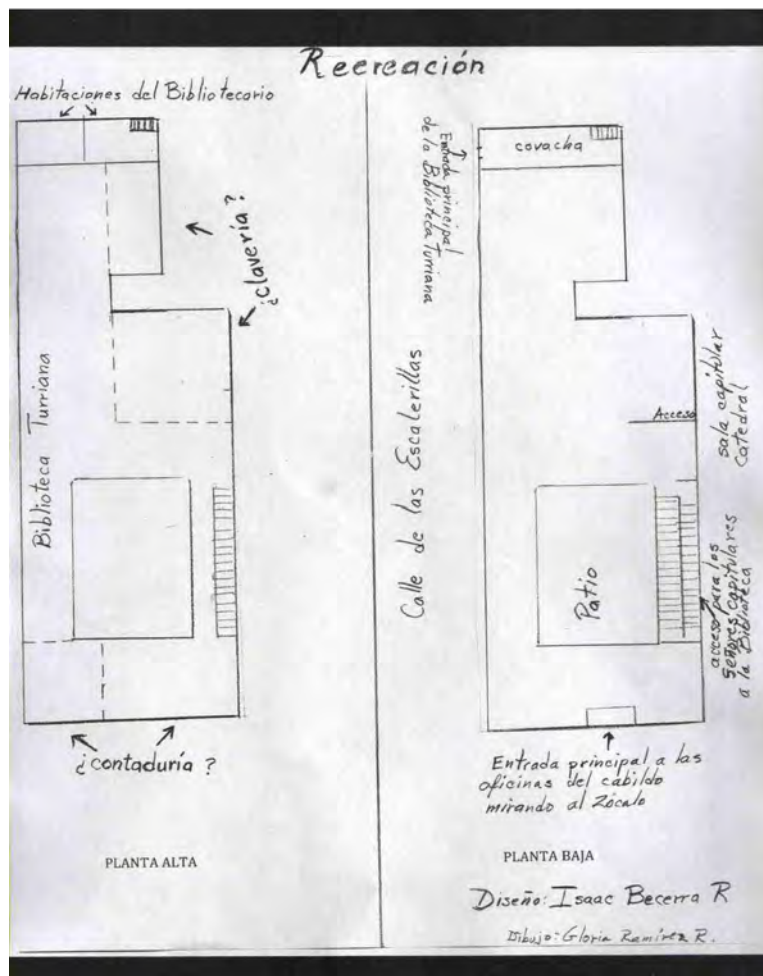 Recreación
Habitaciones del Bibliotecario
¿Clavería?
Biblioteca Turriana
¿contaduría?
PLANTA ALTA
Entrada principal
de la Biblioteca Turriana
covacha
Calle de las Escalerillas
Acceso
Sala capitular
Catedral
Patio
acceso para los
señores capitulares
a la Biblioteca
Entrada principal a las
oficinas del cabildo
mirando al Zócalo
PLANTA BAJA
Diseño: Isaac Becerra R
Dibujo: Gloria Ramírez R.